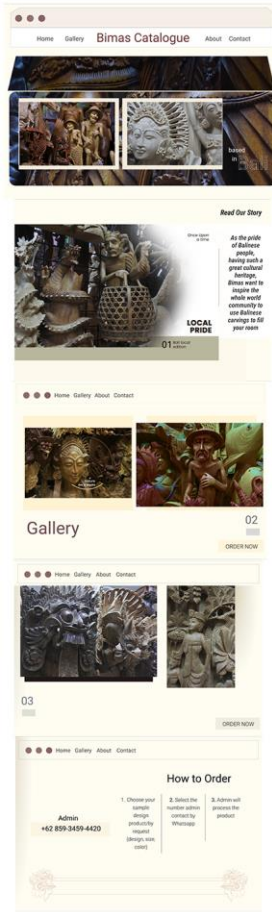 Home Gallery Bimas Catalogue About Contact
based
in
Read Our Story
once upon
a time
As the pride
of Balinese
people,
having such a
great cultural
heritage,
Bimas want to
inspire the
whole world
community to
use Balinese
carvings to fill
your room
LOCAL
PRIDE
01
Home Gallery About Contact
Gallery
02
ORDER NOW
Home Gallery About Contact
03
ORDER NOW
Home Gallery About Contact
How to Order
Admin
+62 859-3459-4420
1. Choose your
sample
design
product/by
request
(design, size,
color)
2. Select the
number admin
contact by
Whatsapp
3. Admin will
process the
product